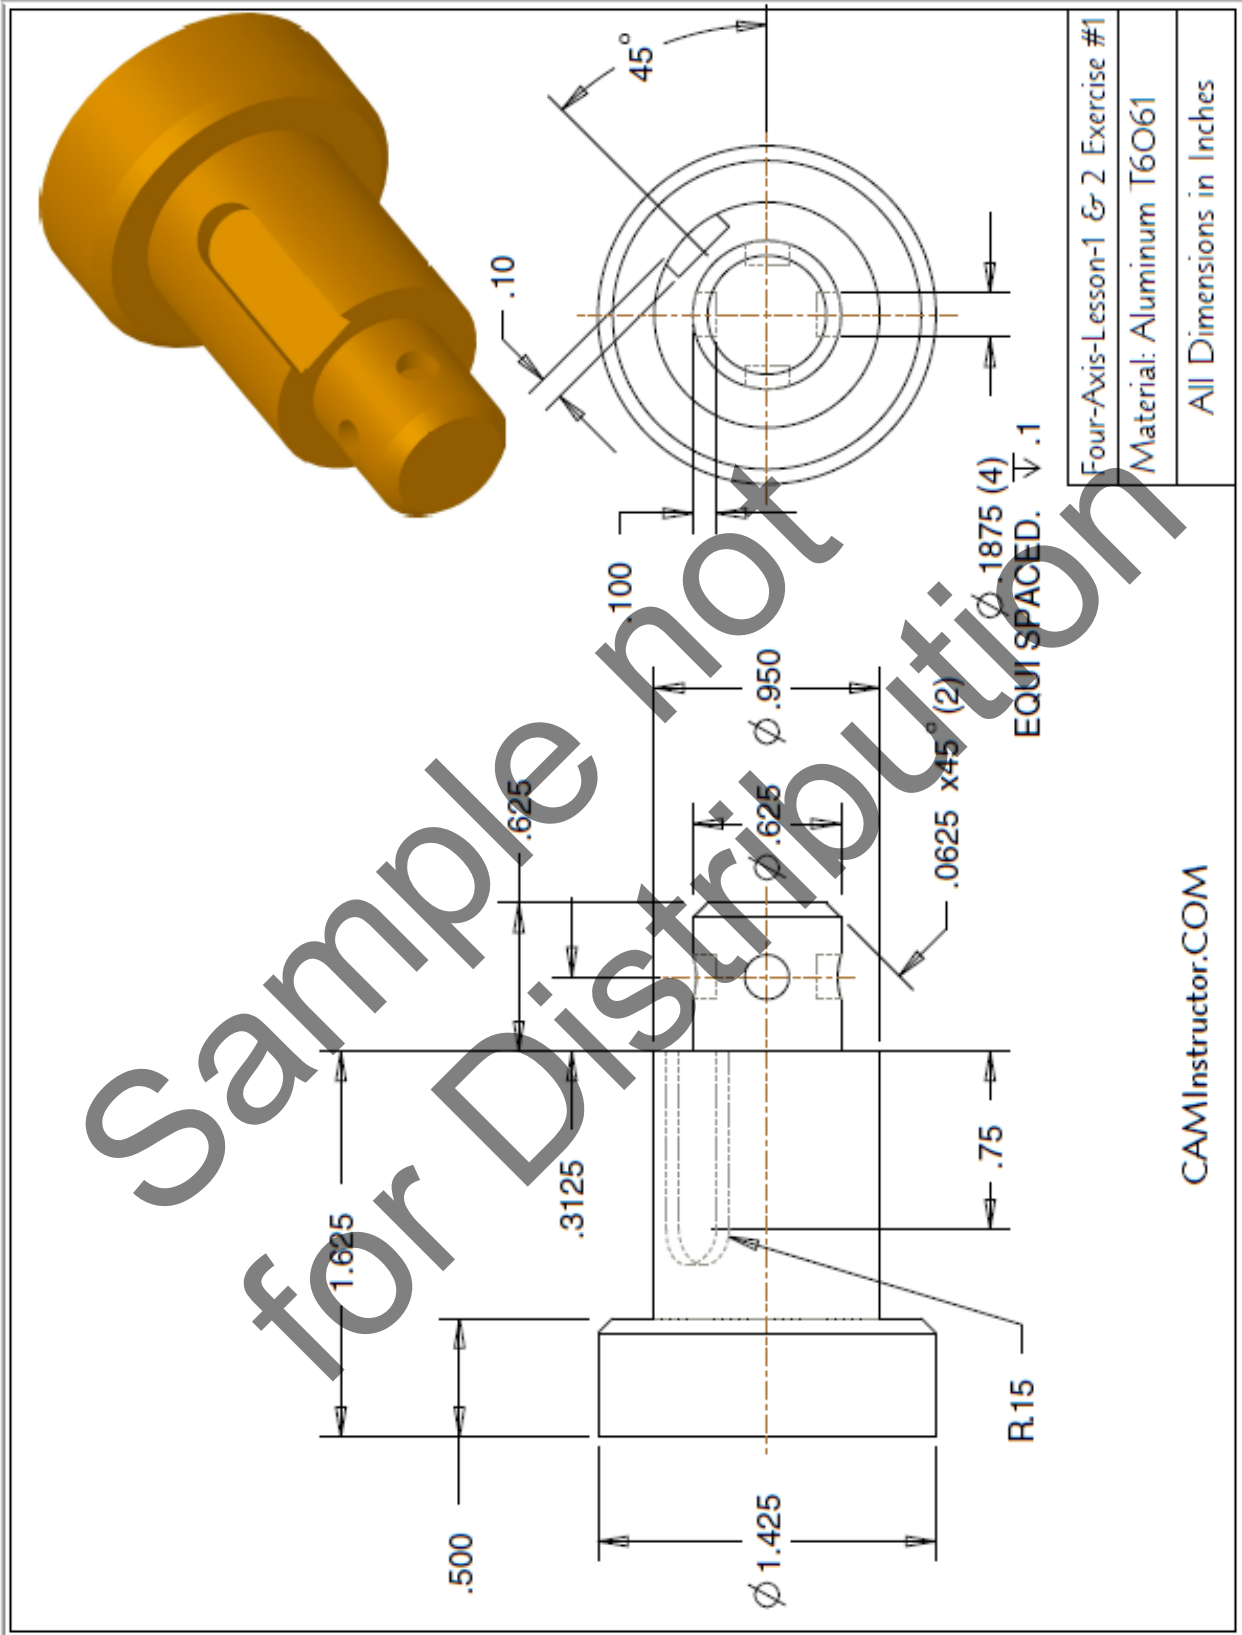 45°
.10
.100
Ø .1875 (4)
EQUI SPACED. ↧ .1
1.625
.500
.625
.3125
Ø .950
Ø .625
.0625 x45° (2)
.75
R.15
Ø 1.425
Four-Axis-Lesson-1 & 2 Exercise #1
Material: Aluminum T6061
All Dimensions in Inches
CAMInstructor.COM
Sample not
for Distribution